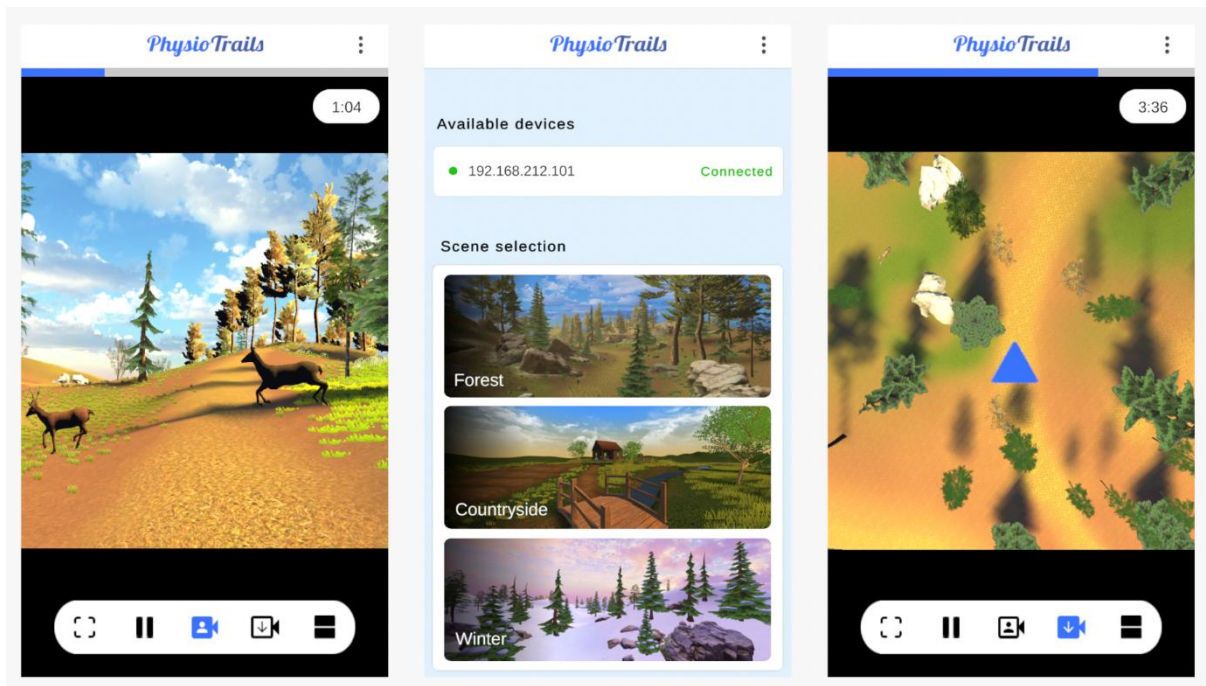 PhysioTrails
1:04
PhysioTrails
Available devices
192.168.212.101 Connected
Scene selection
Forest
Countryside
Winter
PhysioTrails
3:36